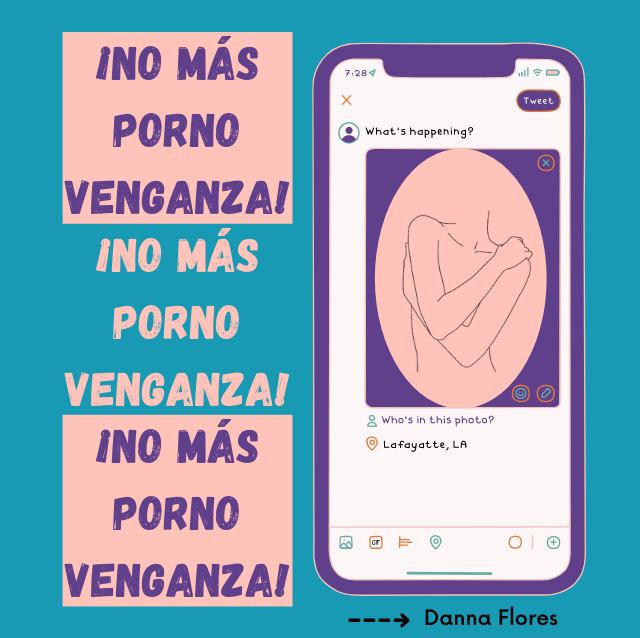 ¡NO MÁS
PORNO
VENGANZA!
¡NO MÁS
PORNO
VENGANZA!
¡NO MÁS
PORNO
VENGANZA!
7:28
Tweet
What's happening?
Who's in this photo?
Lafayatte, LA
GIF
Danna Flores